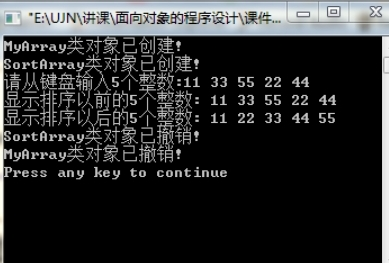 "E:\UJN\讲课\面向对象的程序设计\课件...
MyArray类对象已创建!
SortArray类对象已创建!
请从键盘输入5个整数:11 33 55 22 44
显示排序以前的5个整数: 11 33 55 22 44
显示排序以后的5个整数: 11 22 33 44 55
SortArray类对象已撤销!
MyArray类对象已撤销!
Press any key to continue